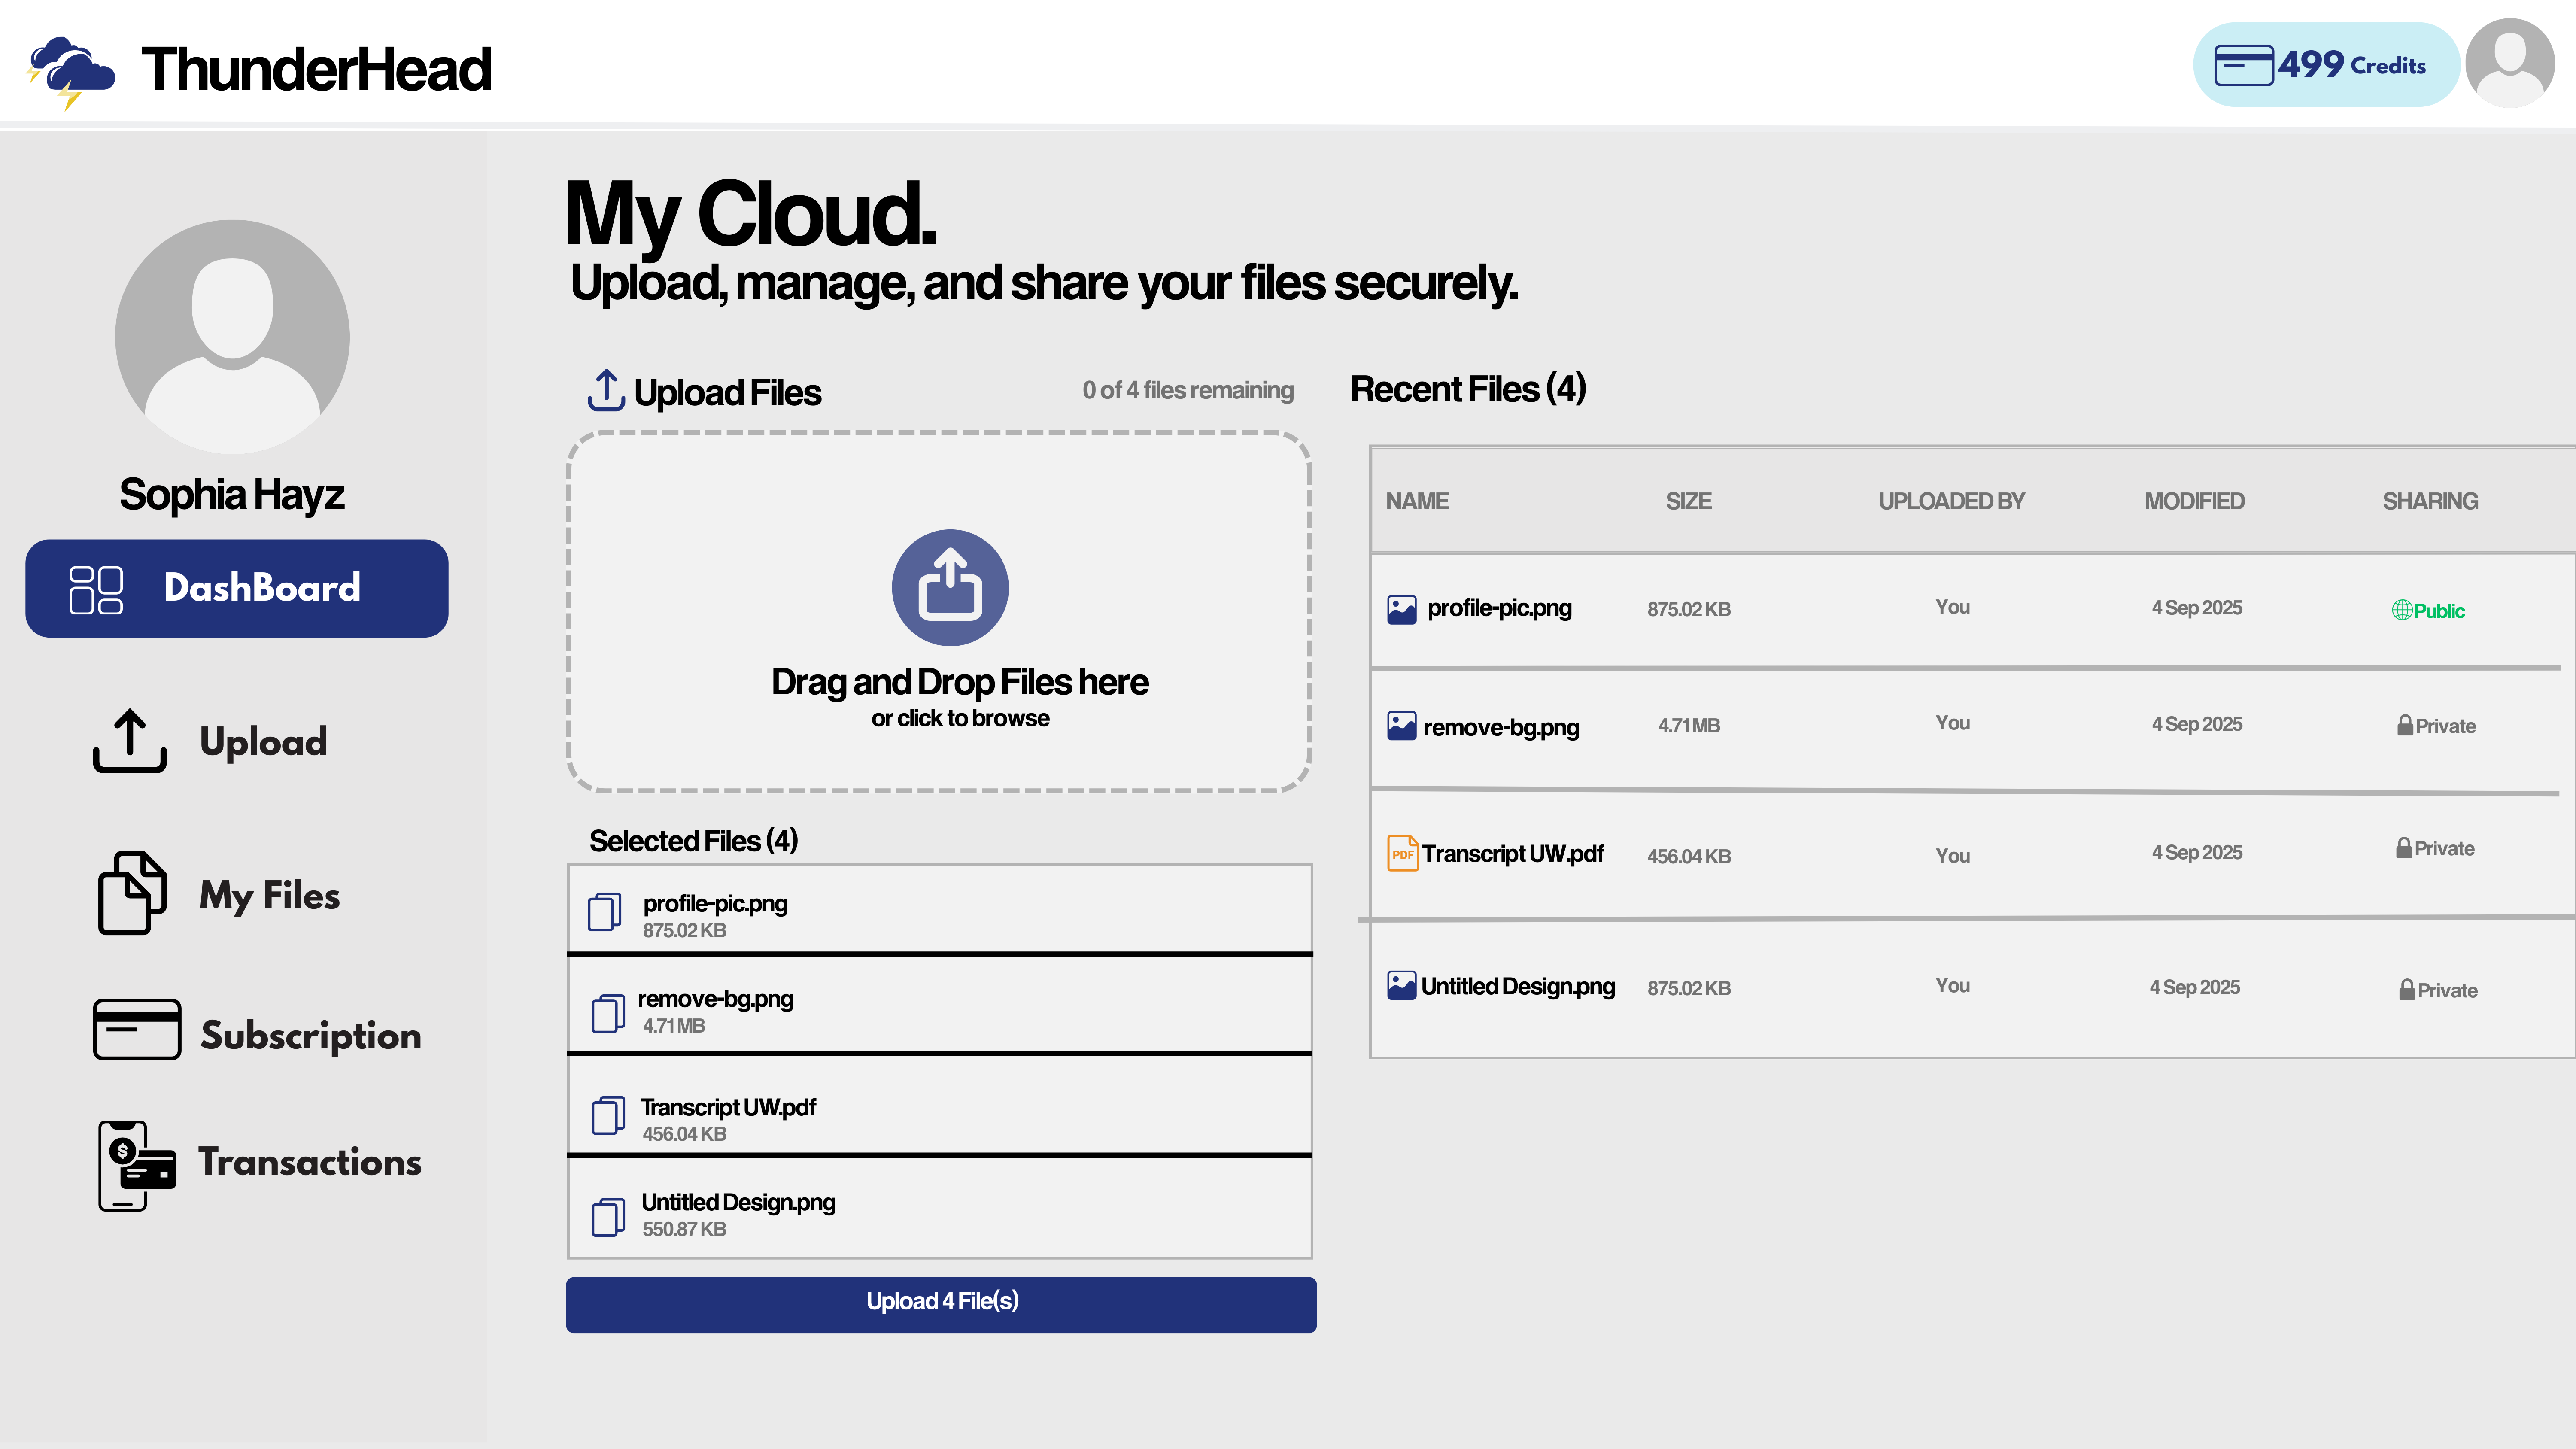 ThunderHead
499 Credits
My Cloud.
Upload, manage, and share your files securely.
Sophia Hayz
DashBoard
Upload
My Files
Subscription
$
Transactions
Upload Files
0 of 4 files remaining
Drag and Drop Files here
or click to browse
Selected Files (4)
profile-pic.png
875.02 KB
remove-bg.png
4.71 MB
Transcript UW.pdf
456.04 KB
Untitled Design.png
550.87 KB
Upload 4 File(s)
Recent Files (4)
NAME SIZE UPLOADED BY MODIFIED SHARING
profile-pic.png 875.02 KB You 4 Sep 2025 Public
remove-bg.png 4.71 MB You 4 Sep 2025 Private
PDF Transcript UW.pdf 456.04 KB You 4 Sep 2025 Private
Untitled Design.png 875.02 KB You 4 Sep 2025 Private